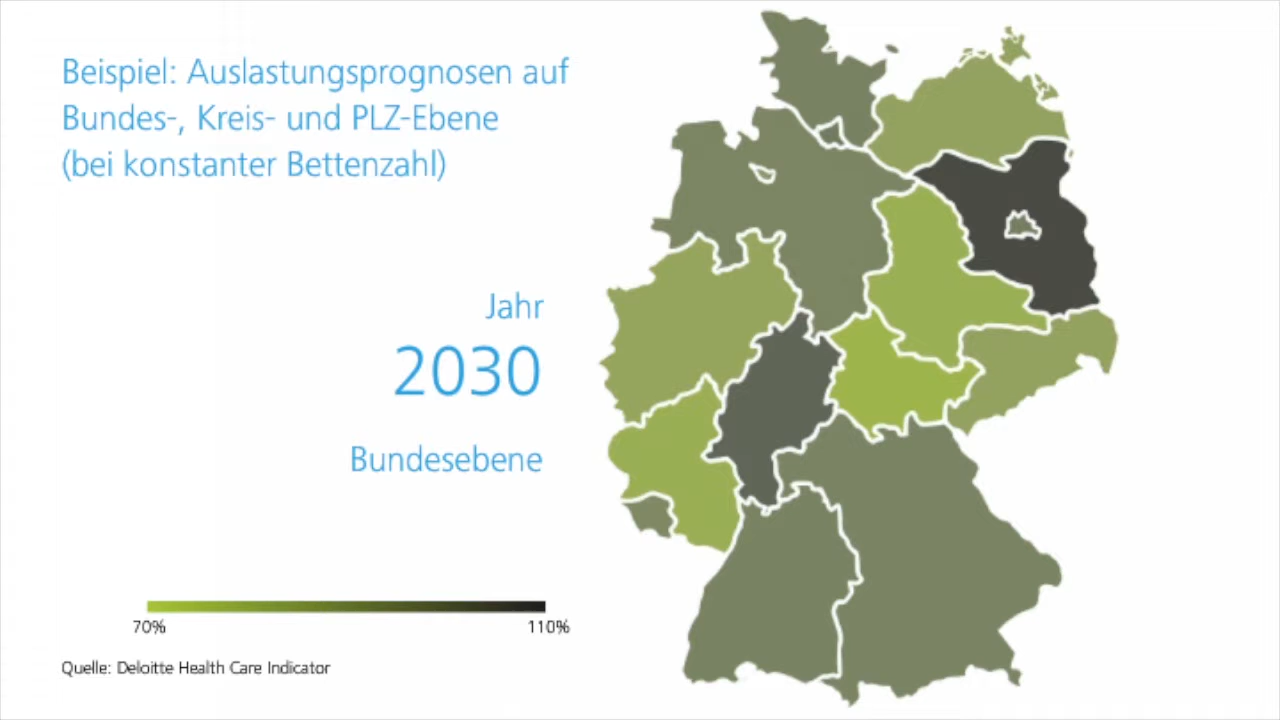 Beispiel: Auslastungsprognosen auf
Bundes-, Kreis- und PLZ-Ebene
(bei konstanter Bettenzahl)
Jahr
2030
Bundesebene
70% 110%
Quelle: Deloitte Health Care Indicator